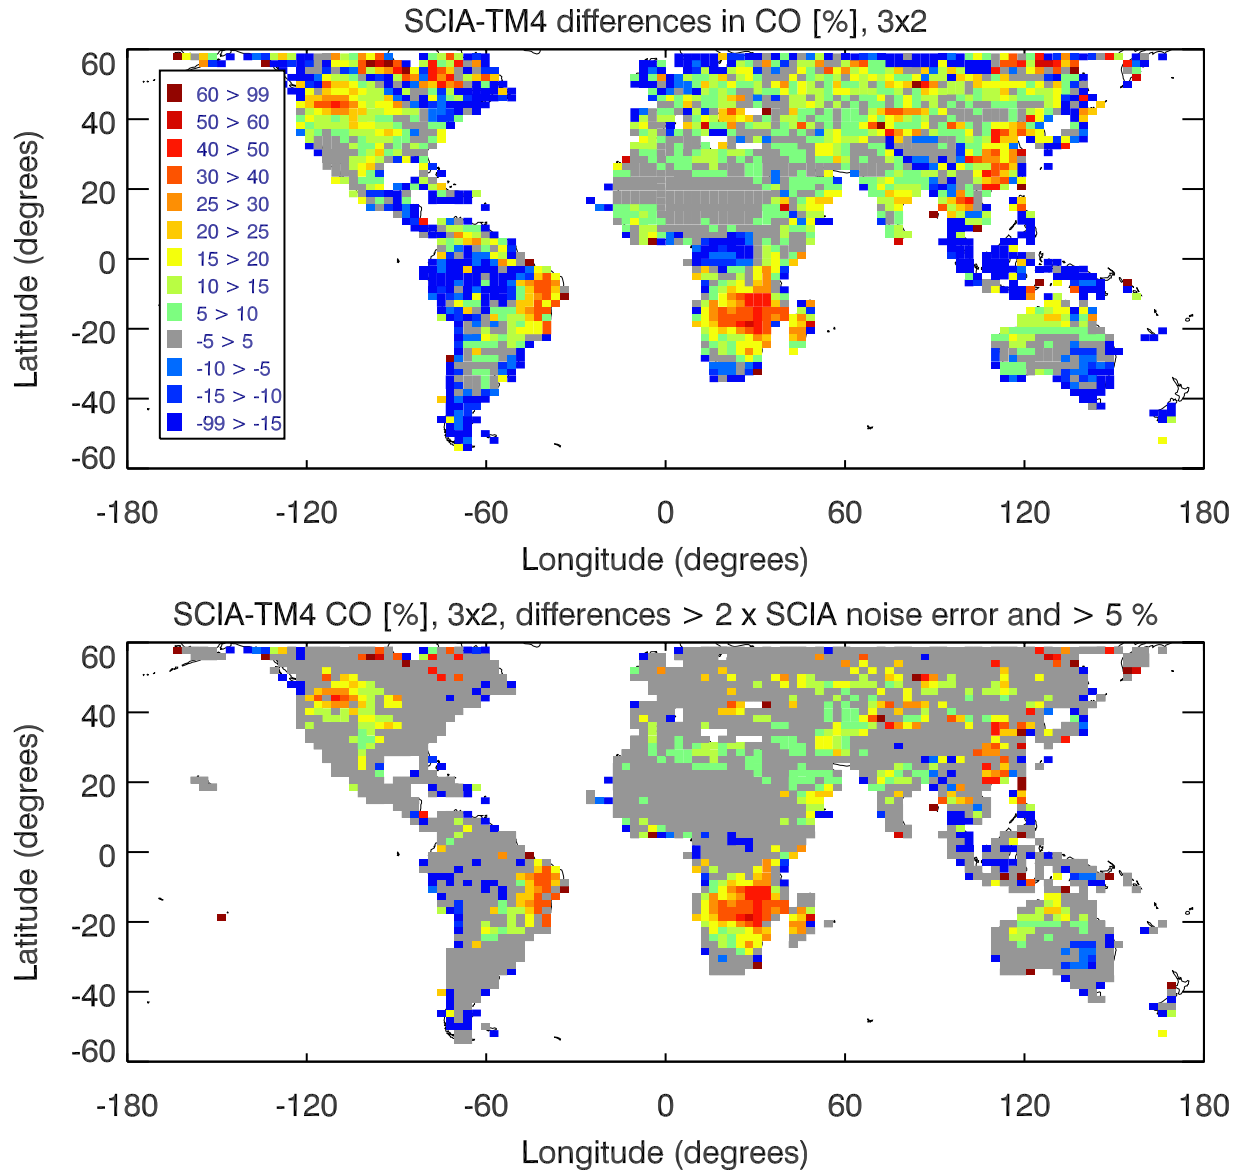 SCIA-TM4 differences in CO [%], 3x2
60
40
20
0
-20
-40
-60
Latitude (degrees)
60 > 99
50 > 60
40 > 50
30 > 40
25 > 30
20 > 25
15 > 20
10 > 15
5 > 10
-5 > 5
-10 > -5
-15 > -10
-99 > -15
-180 -120 -60 0 60 120 180
Longitude (degrees)
SCIA-TM4 CO [%], 3x2, differences > 2 x SCIA noise error and > 5 %
60
40
20
0
-20
-40
-60
Latitude (degrees)
-180 -120 -60 0 60 120 180
Longitude (degrees)